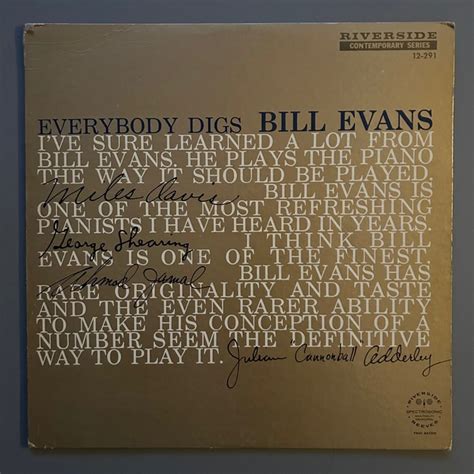 RIVERSIDE
CONTEMPORARY SERIES
12-291
EVERYBODY DIGS BILL EVANS
I'VE SURE LEARNED A LOT FROM
BILL EVANS. HE PLAYS THE PIANO
THE WAY IT SHOULD BE PLAYED.
Miles Davis BILL EVANS IS
ONE OF THE MOST REFRESHING
PIANISTS I HAVE HEARD IN YEARS.
George Shearing I THINK BILL
EVANS IS ONE OF THE FINEST.
Ahmad Jamal BILL EVANS HAS
RARE ORIGINALITY AND TASTE
AND THE EVEN RARER ABILITY
TO MAKE HIS CONCEPTION OF A
NUMBER SEEM THE DEFINITIVE
WAY TO PLAY IT. Julian "Cannonball" Adderley
RIVERSIDE
SPECTROSONIC
REEVES